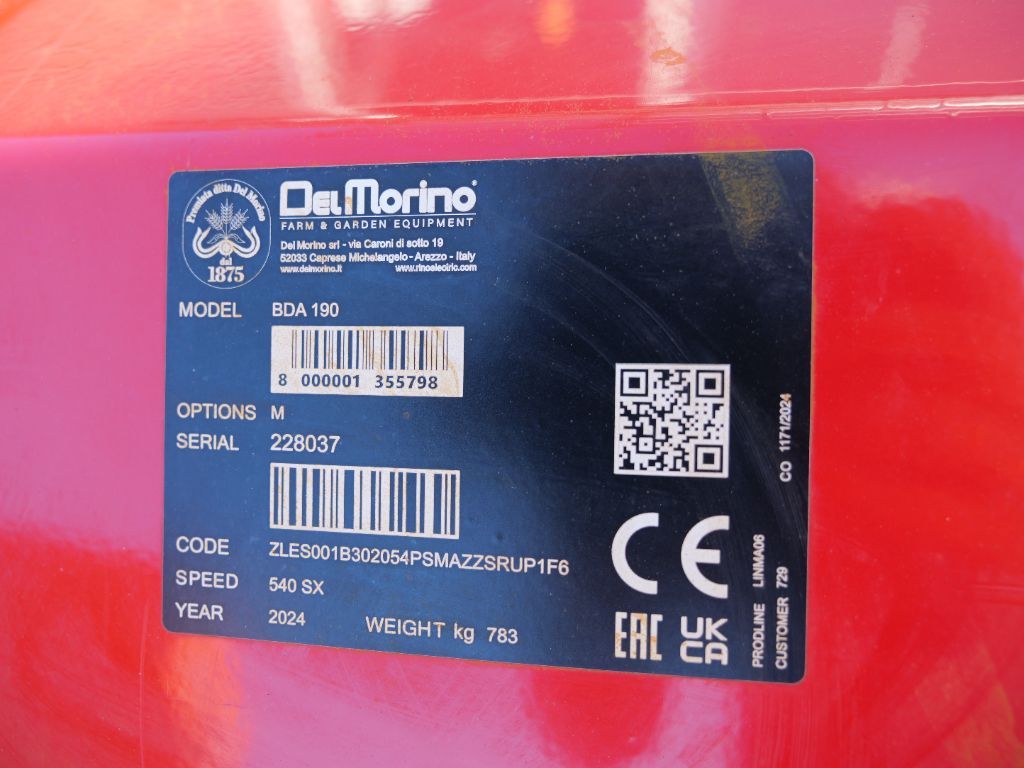 Premiata ditta Del Morino
dal
1875
DEL MORINO®
FARM & GARDEN EQUIPMENT
Del Morino srl - via Caroni di sotto 19
52033 Caprese Michelangelo - Arezzo - Italy
www.delmorino.it www.rinoelectric.com
MODEL BDA 190
8 000001 355798
OPTIONS M
SERIAL 228037
CODE ZLES001B302054PSMAZZSRUP1F6
SPEED 540 SX
YEAR 2024 WEIGHT kg 783
CE
EAC UK
CA
CO 1171/2024
PRODLINE LINMA06
CUSTOMER 729